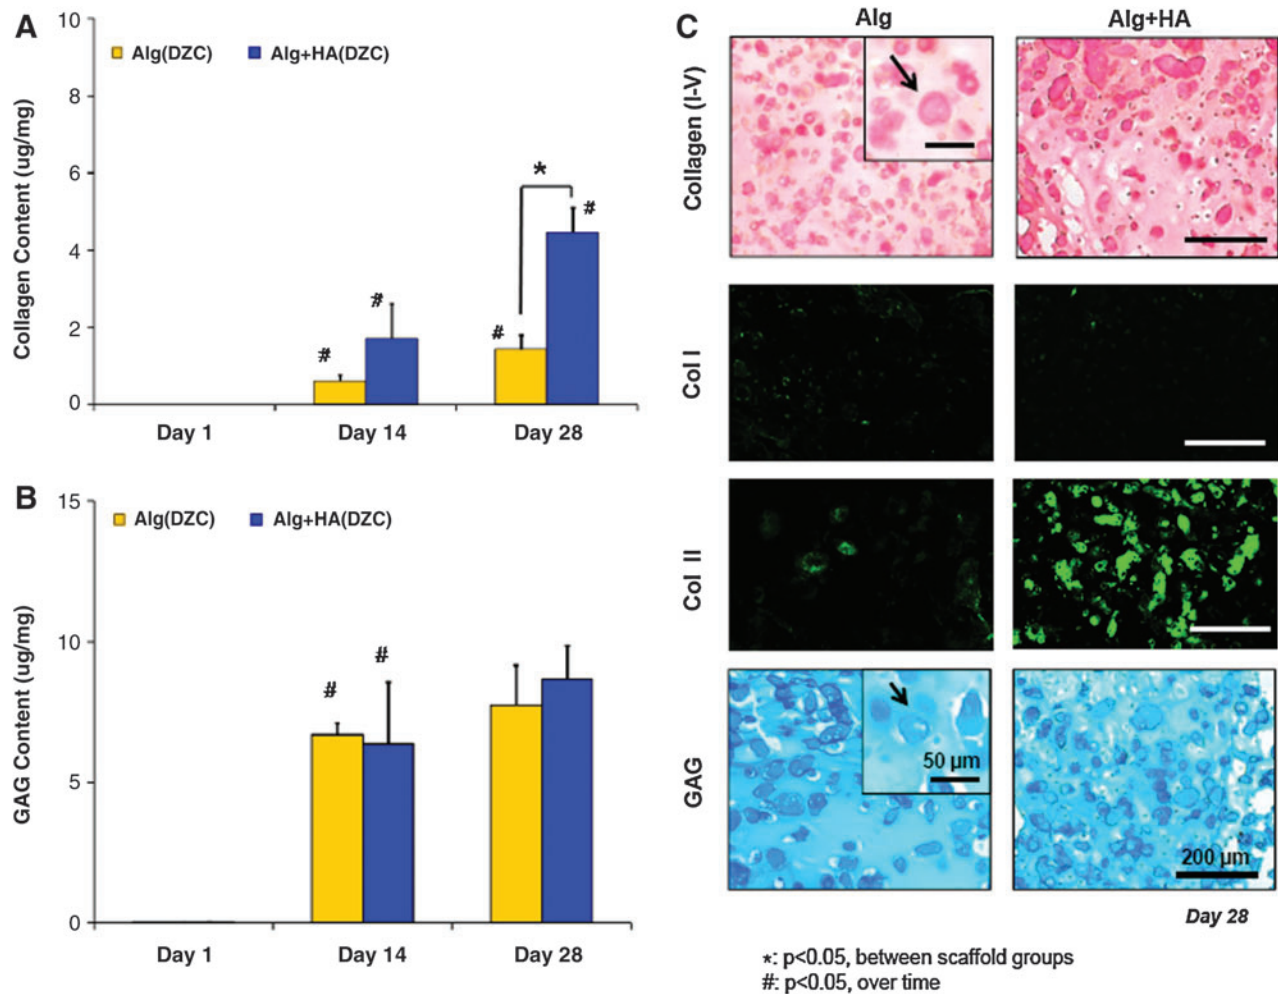 A
Alg(DZC) Alg+HA(DZC)
Collagen Content (ug/mg)
10
8
6
4
2
0
*
#
#
#
#
Day 1 Day 14 Day 28
B
Alg(DZC) Alg+HA(DZC)
GAG Content (ug/mg)
15
10
5
0
#
#
Day 1 Day 14 Day 28
C
Alg Alg+HA
Collagen (I-V)
Col I
Col II
GAG
50 µm
200 µm
Day 28
*: p<0.05, between scaffold groups
#: p<0.05, over time